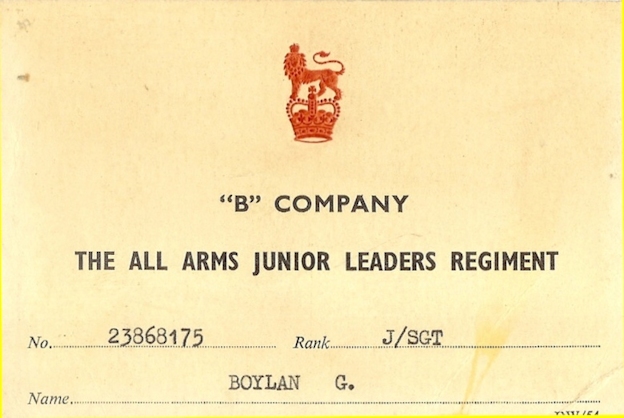 "B" COMPANY
THE ALL ARMS JUNIOR LEADERS REGIMENT
No. 23868175 Rank J/SGT
Name. BOYLAN G.